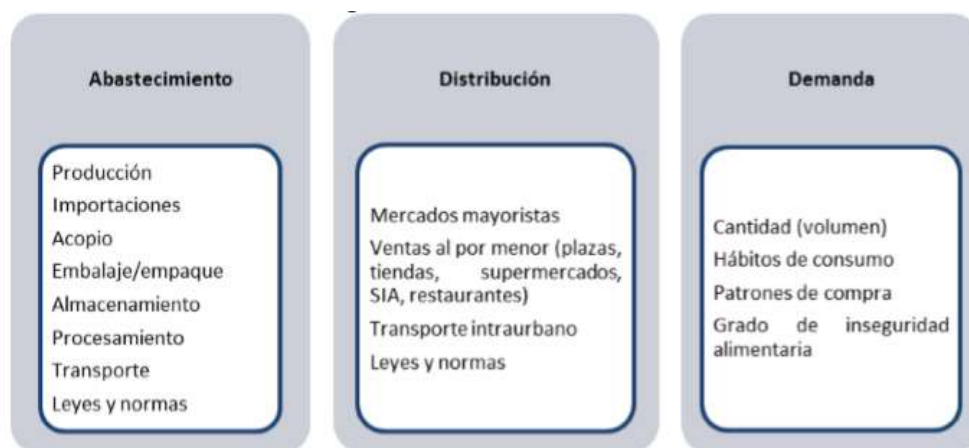 Abastecimiento
Producción
Importaciones
Acopio
Embalaje/empaque
Almacenamiento
Procesamiento
Transporte
Leyes y normas
Distribución
Mercados mayoristas
Ventas al por menor (plazas,
tiendas, supermercados,
SIA, restaurantes)
Transporte intraurbano
Leyes y normas
Demanda
Cantidad (volumen)
Hábitos de consumo
Patrones de compra
Grado de inseguridad
alimentaria